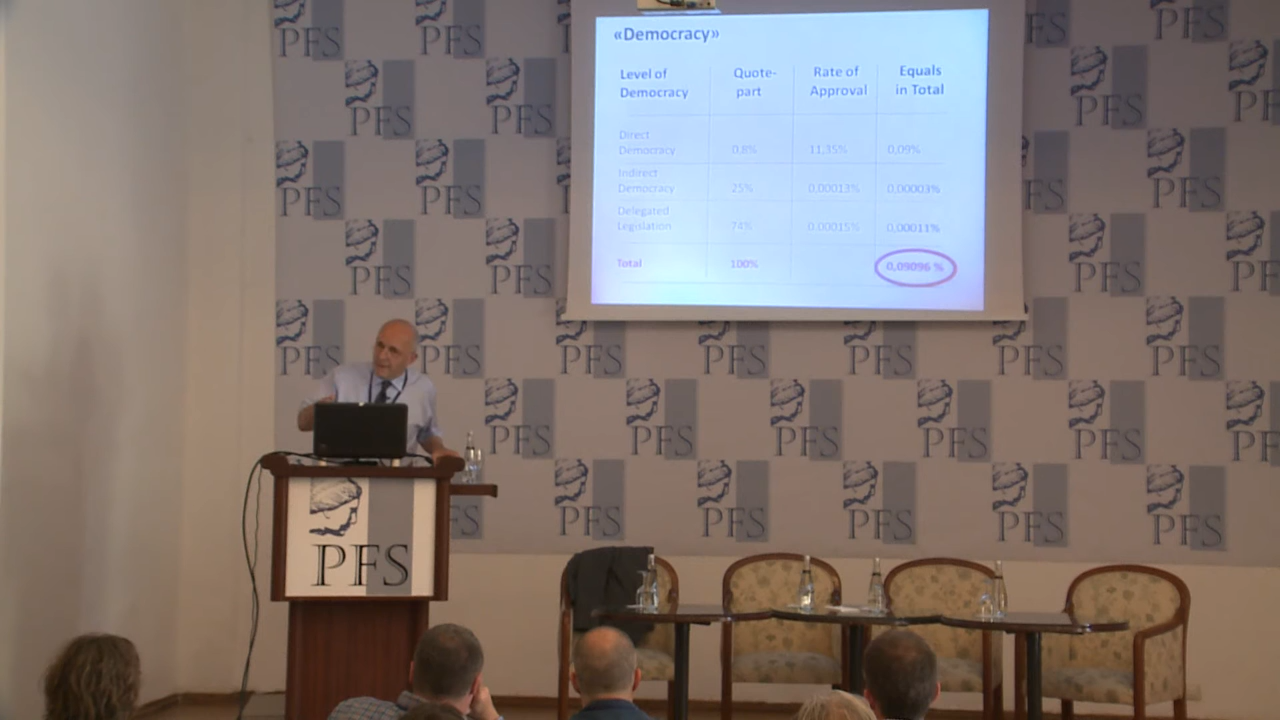 «Democracy»
Level of Democracy Quote-part Rate of Approval Equals in Total
Direct Democracy 0,8% 11,35% 0,09%
Indirect Democracy 25% 0,00013% 0,00003%
Delegated Legislation 74% 0,00015% 0,00011%
Total 100% 0,09096 %
PFS